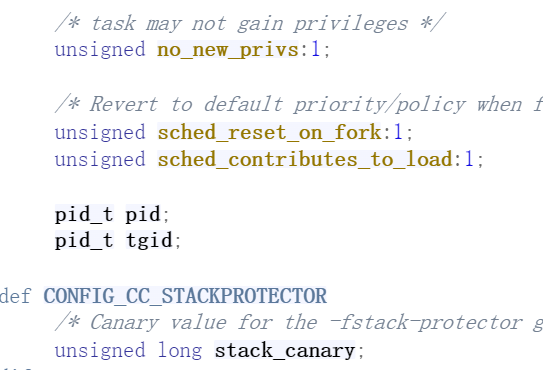 /* task may not gain privileges */
unsigned no_new_privs:1;
/* Revert to default priority/policy when f
unsigned sched_reset_on_fork:1;
unsigned sched_contributes_to_load:1;
pid_t pid;
pid_t tgid;
def CONFIG_CC_STACKPROTECTOR
/* Canary value for the -fstack-protector g
unsigned long stack_canary;